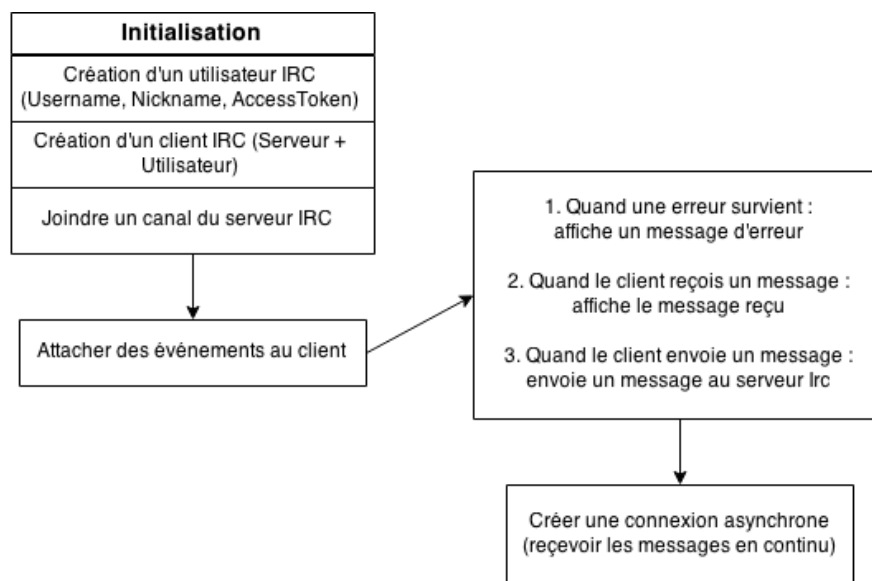 Initialisation
Création d'un utilisateur IRC
(Username, Nickname, AccessToken)
Création d'un client IRC (Serveur +
Utilisateur)
Joindre un canal du serveur IRC
Attacher des événements au client
1. Quand une erreur survient :
affiche un message d'erreur
2. Quand le client reçois un message :
affiche le message reçu
3. Quand le client envoie un message :
envoie un message au serveur Irc
Créer une connexion asynchrone
(reçevoir les messages en continu)